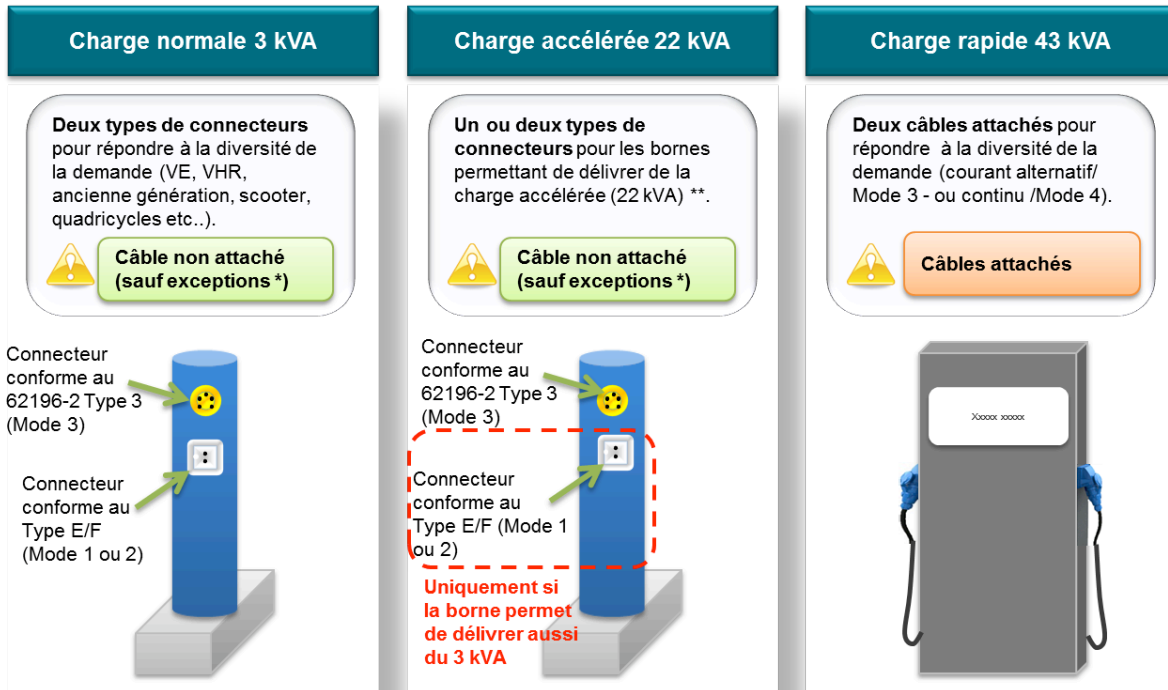 Charge normale 3 kVA
Deux types de connecteurs
pour répondre à la diversité de
la demande (VE, VHR,
ancienne génération, scooter,
quadricycles etc..).
Câble non attaché
(sauf exceptions *)
Connecteur
conforme au
62196-2 Type 3
(Mode 3)
Connecteur
conforme au
Type E/F
(Mode 1 ou 2)
Charge accélérée 22 kVA
Un ou deux types de
connecteurs pour les bornes
permettant de délivrer de la
charge accélérée (22 kVA) **.
Câble non attaché
(sauf exceptions *)
Connecteur
conforme au
62196-2 Type 3
(Mode 3)
Connecteur
conforme au
Type E/F (Mode 1
ou 2)
Uniquement si
la borne permet
de délivrer aussi
du 3 kVA
Charge rapide 43 kVA
Deux câbles attachés pour
répondre à la diversité de la
demande (courant alternatif/
Mode 3 - ou continu /Mode 4).
Câbles attachés
Xxxxx xxxxx